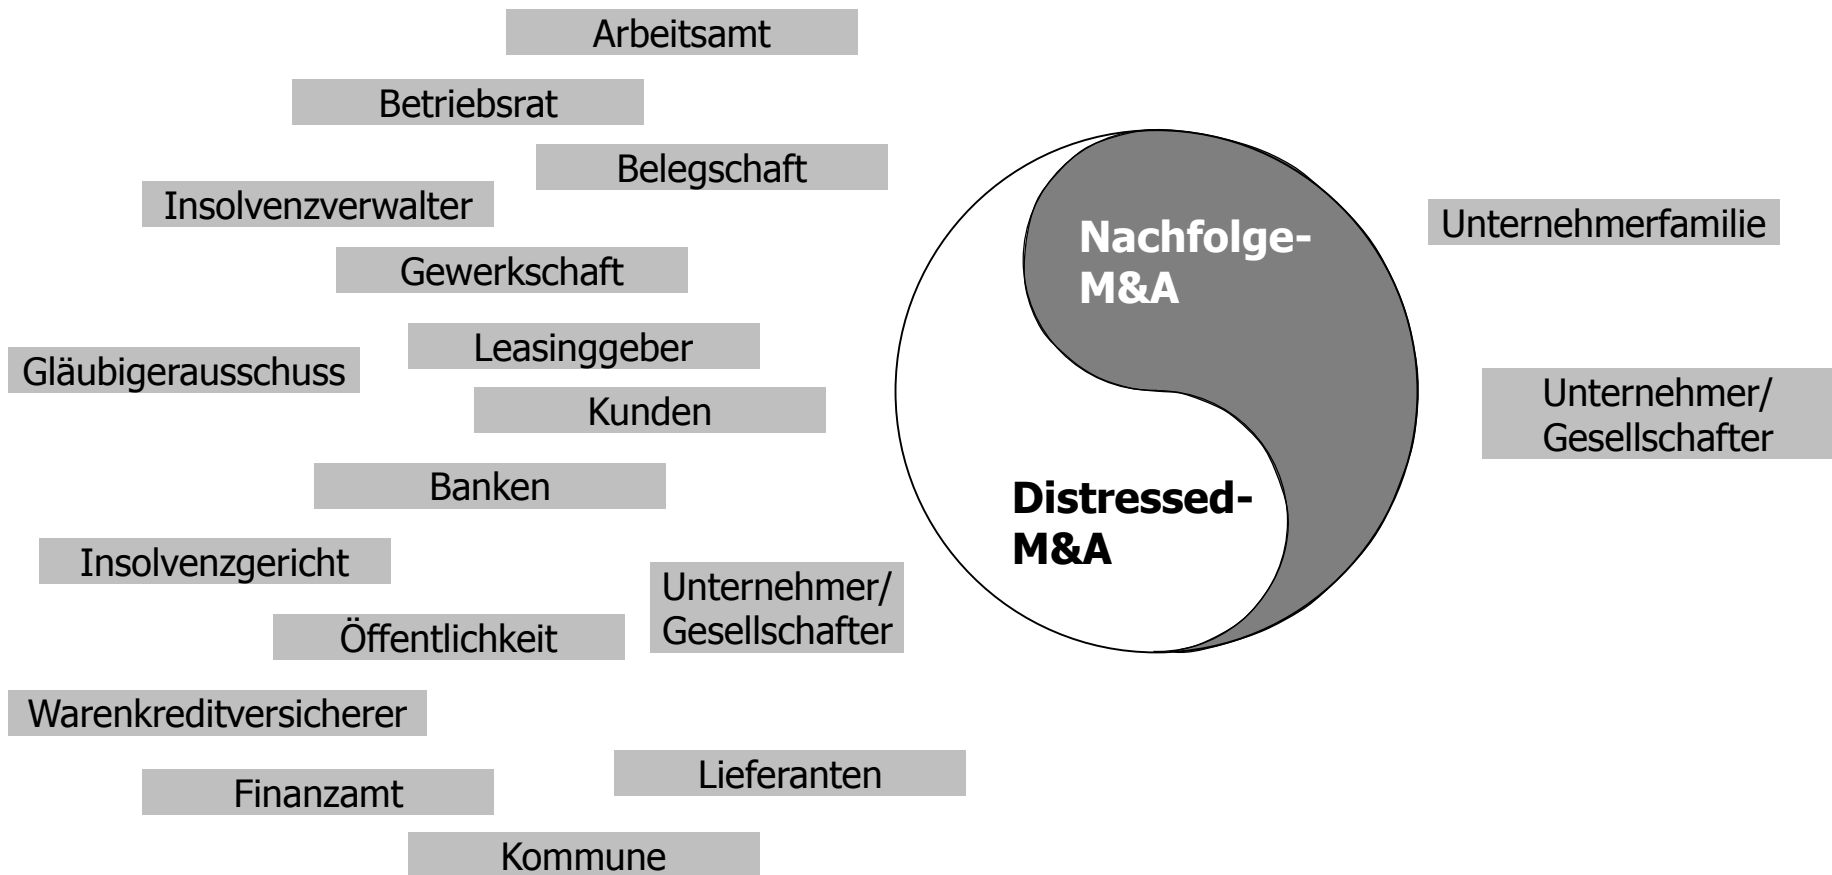 Arbeitsamt
Betriebsrat
Belegschaft
Insolvenzverwalter
Gewerkschaft
Leasinggeber
Gläubigerausschuss
Kunden
Banken
Insolvenzgericht
Unternehmer/
Gesellschafter
Öffentlichkeit
Warenkreditversicherer
Lieferanten
Finanzamt
Kommune
Nachfolge-
M&A
Distressed-
M&A
Unternehmerfamilie
Unternehmer/
Gesellschafter